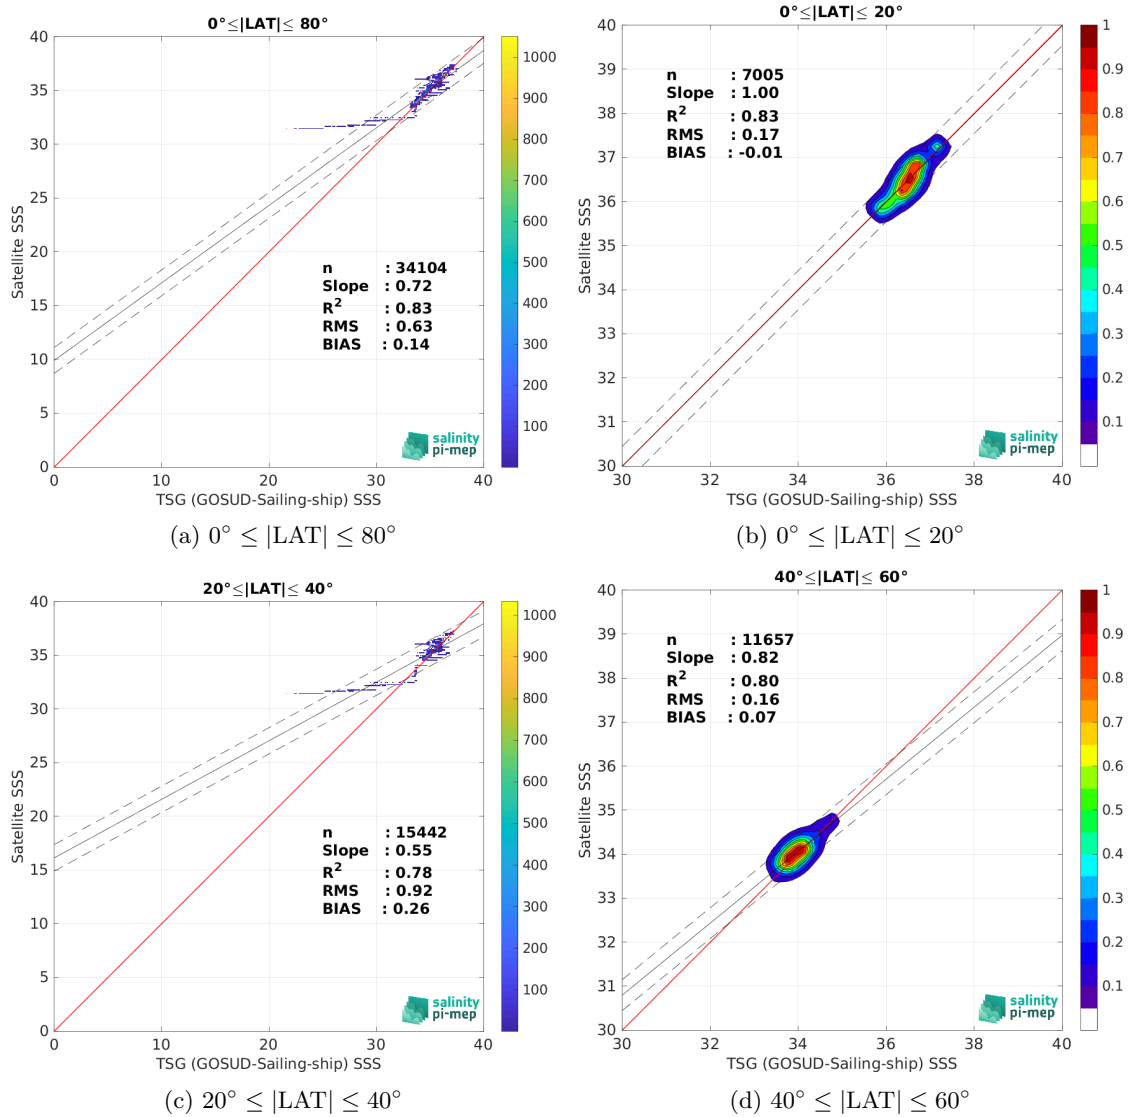 0°≤|LAT|≤ 80°
40
35
30
25
20
15
10
5
0
Satellite SSS
0
10
20
30
40
TSG (GOSUD-Sailing-ship) SSS
n : 34104
Slope : 0.72
R² : 0.83
RMS : 0.63
BIAS : 0.14
salinity
pi-mep
1000
900
800
700
600
500
400
300
200
100
(a) 0° ≤ |LAT| ≤ 80°
0°≤|LAT|≤ 20°
40
39
38
37
36
35
34
33
32
31
30
Satellite SSS
30
32
34
36
38
40
TSG (GOSUD-Sailing-ship) SSS
n : 7005
Slope : 1.00
R² : 0.83
RMS : 0.17
BIAS : -0.01
salinity
pi-mep
1
0.9
0.8
0.7
0.6
0.5
0.4
0.3
0.2
0.1
(b) 0° ≤ |LAT| ≤ 20°
20°≤|LAT|≤ 40°
40
35
30
25
20
15
10
5
0
Satellite SSS
0
10
20
30
40
TSG (GOSUD-Sailing-ship) SSS
n : 15442
Slope : 0.55
R² : 0.78
RMS : 0.92
BIAS : 0.26
salinity
pi-mep
1000
900
800
700
600
500
400
300
200
100
(c) 20° ≤ |LAT| ≤ 40°
40°≤|LAT|≤ 60°
40
39
38
37
36
35
34
33
32
31
30
Satellite SSS
30
32
34
36
38
40
TSG (GOSUD-Sailing-ship) SSS
n : 11657
Slope : 0.82
R² : 0.80
RMS : 0.16
BIAS : 0.07
salinity
pi-mep
1
0.9
0.8
0.7
0.6
0.5
0.4
0.3
0.2
0.1
(d) 40° ≤ |LAT| ≤ 60°